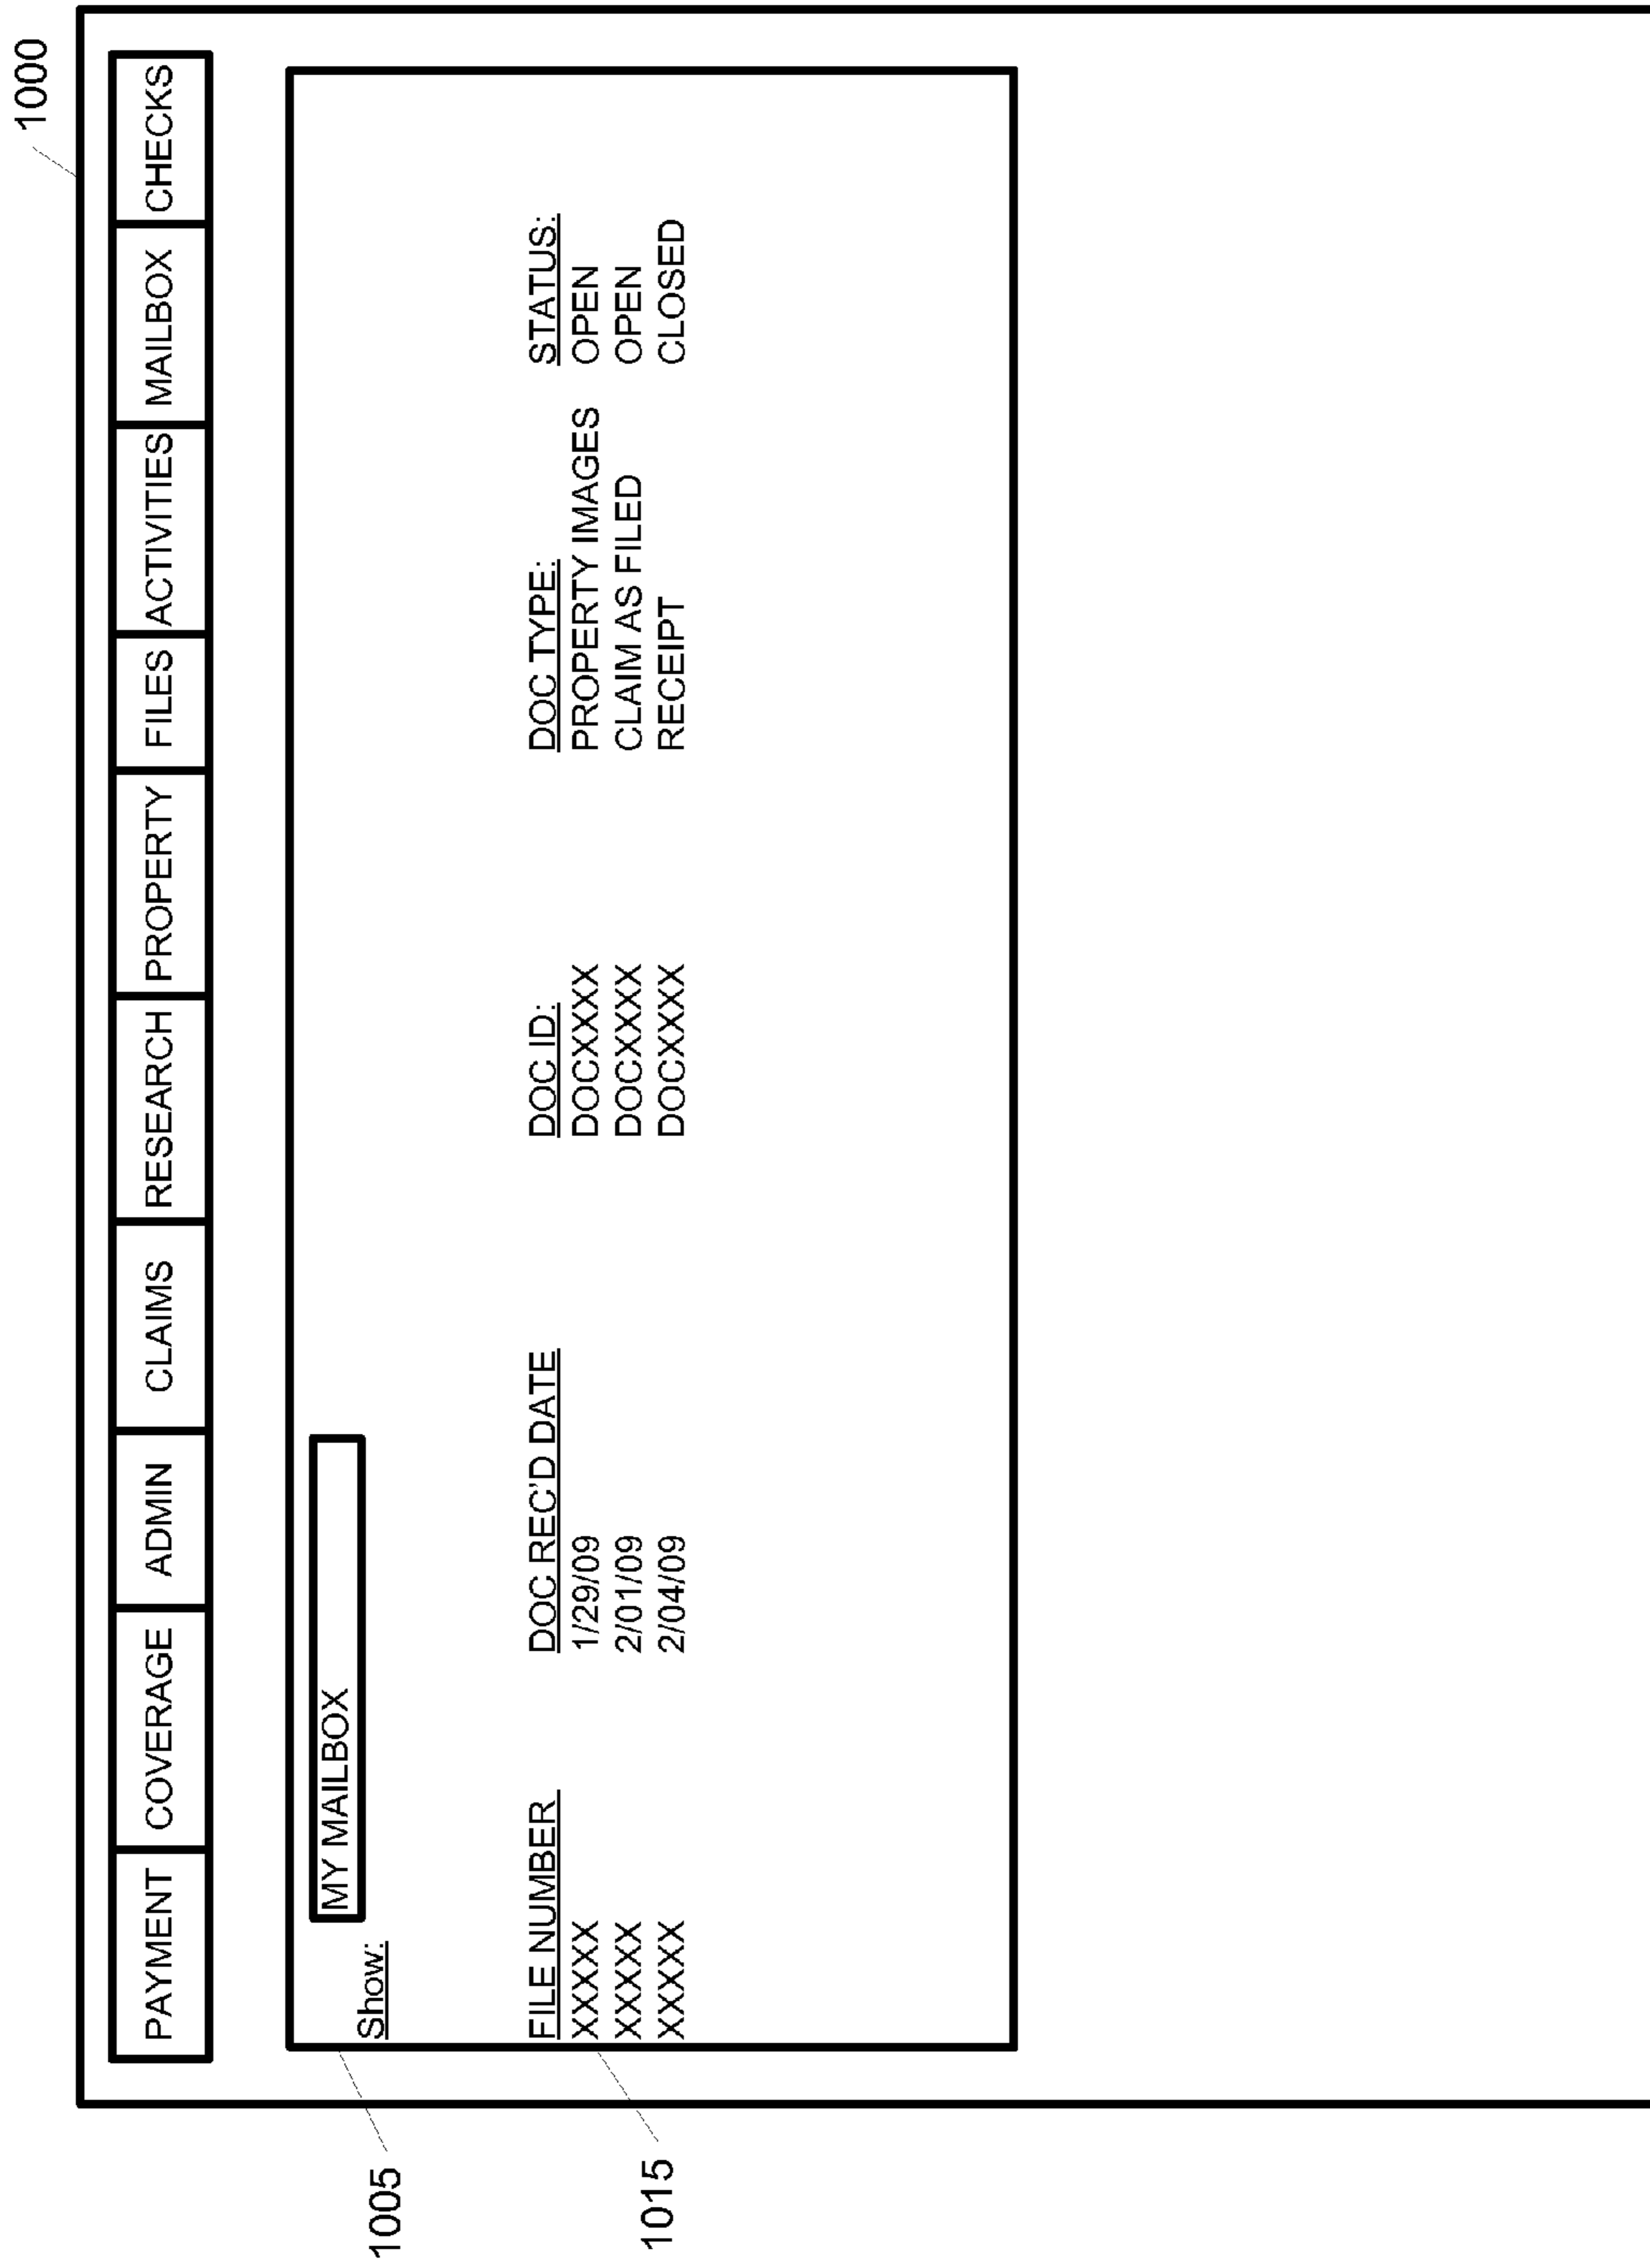 1000
PAYMENT COVERAGE ADMIN CLAIMS RESEARCH PROPERTY FILES ACTIVITIES MAILBOX CHECKS
1005
MY MAILBOX
Show:
1015
FILE NUMBER DOC REC'D DATE DOC ID: DOC TYPE: STATUS:
XXXXX 1/29/09 DOCXXXX PROPERTY IMAGES OPEN
XXXXX 2/01/09 DOCXXXX CLAIM AS FILED OPEN
XXXXX 2/04/09 DOCXXXX RECEIPT CLOSED